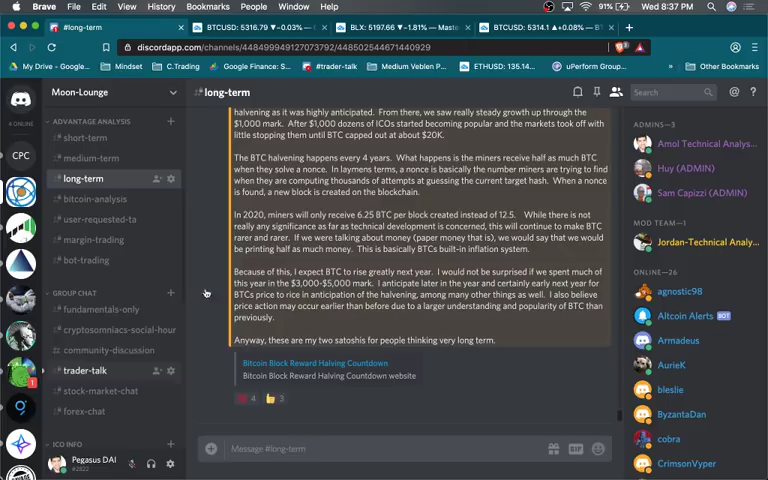 Brave File Edit View History Bookmarks Window Help 91% Wed 8:37 PM
#long-term BTCUSD: 5316.79 ▼−0.03% — C BLX: 5197.66 ▼−1.81% — Maste BTCUSD: 5314.1 ▲+0.08% — B
discordapp.com/channels/448499949127073792/448502544671440929
My Drive - Goog Mindset C.Trading Google Finance: S... #trader-talk Medium Veblen P... ETHUSD: 135.14... uPerform Group... Other Bookmarks
Moon-Lounge
#long-term
Search
4 ONLINE
CPC
1
ADVANTAGE ANALYSIS
short-term
medium-term
long-term
bitcoin-analysis
user-requested-ta
margin-trading
bot-trading
GROUP CHAT
fundamentals-only
cryptosomniacs-social-hour
community-discussion
trader-talk
stock-market-chat
forex-chat
ICO INFO
Pegasus DAI
#2022
halvening as it was highly anticipated. From there, we saw really steady growth up through the
$1,000 mark. After $1,000 dozens of ICOs started becoming popular and the markets took off with
little stopping them until BTC capped out at about $20K.
The BTC halvening happens every 4 years. What happens is the miners receive half as much BTC
when they solve a nonce. In laymens terms, a nonce is basically the number miners are trying to find
when they are computing thousands of attempts at guessing the current target hash. When a nonce
is found, a new block is created on the blockchain.
In 2020, miners will only receive 6.25 BTC per block created instead of 12.5. While there is not
really any significance as far as technical development is concerned, this will continue to make BTC
rarer and rarer. If we were talking about money (paper money that is), we would say that we would
be printing half as much money. This is basically BTCs built-in inflation system.
Because of this, I expect BTC to rise greatly next year. I would not be surprised if we spent much of
this year in the $3,000-$5,000 mark. I anticipate later in the year and certainly early next year for
BTCs price to rice in anticipation of the halvening, among many other things as well. I also believe
price action may occur earlier than before due to a larger understanding and popularity of BTC than
previously.
Anyway, these are my two satoshis for people thinking very long term.
Bitcoin Block Reward Halving Countdown
Bitcoin Block Reward Halving Countdown website
4 3
Message #long-term
GIF
ADMINS—3
Amol Technical Analys...
Huy (ADMIN)
Sam Capizzi (ADMIN)
MOD TEAM—1
Jordan-Technical Analy...
ONLINE—26
agnostic98
Altcoin Alerts BOT
Armadeus
AurieK
bleslie
ByzantaDan
cobra
CrimsonVyper